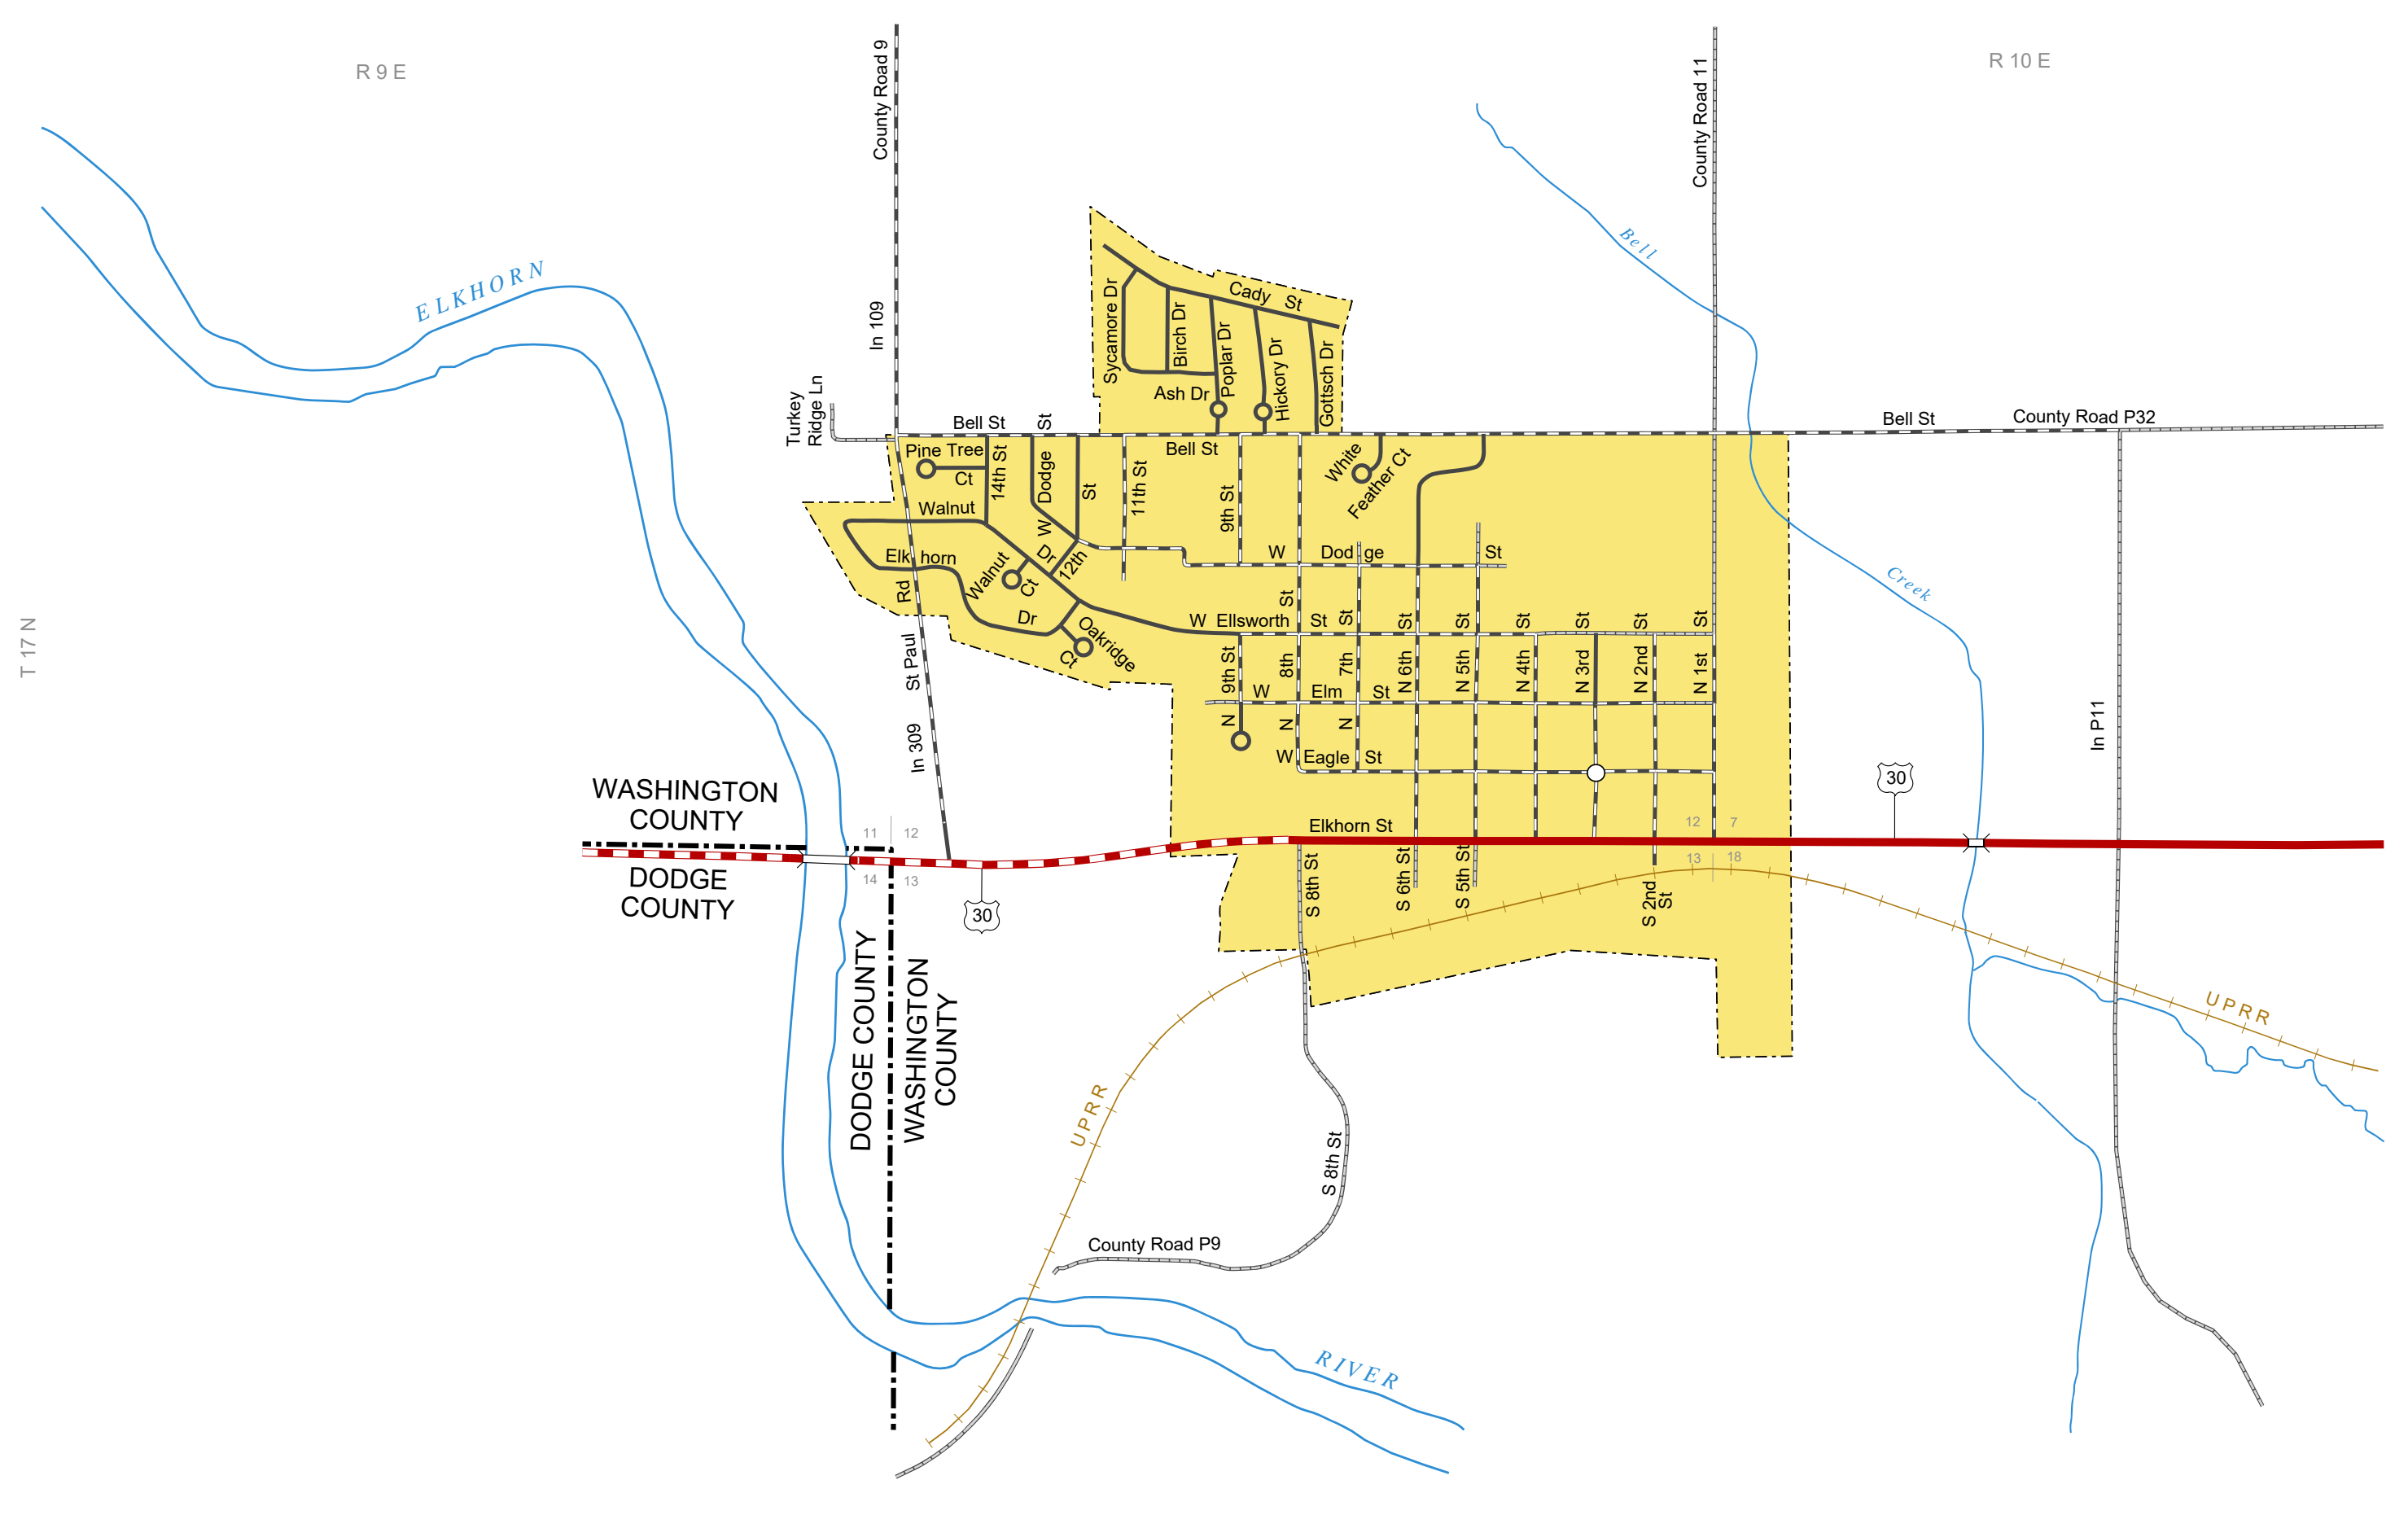 R 9 E
R 10 E
T 17 N
County Road 9
In 109
County Road 11
Bell
Creek
ELKHORN
RIVER
Turkey
Ridge Ln
Cady St
Sycamore Dr
Birch Dr
Poplar Dr
Hickory Dr
Gottsch Dr
Ash Dr
Bell St
Bell St
Bell St
County Road P32
Pine Tree
Ct
14th St
W Dodge St
12th St
11th St
9th St
White
Feather Ct
Walnut Dr
Elkhorn Dr
Walnut
Ct
Oakridge
Ct
W Dodge St
W Ellsworth St
W Elm St
W Eagle St
N 9th St
N 8th St
N 7th St
N 6th St
N 5th St
N 4th St
N 3rd St
N 2nd St
N 1st St
St Paul Rd
In 309
In P11
30
WASHINGTON
COUNTY
DODGE
COUNTY
11
12
14
13
30
Elkhorn St
12
7
13
18
S 8th St
S 6th St
S 5th St
S 2nd
St
DODGE COUNTY
WASHINGTON
COUNTY
UPRR
UPRR
S 8th St
County Road P9